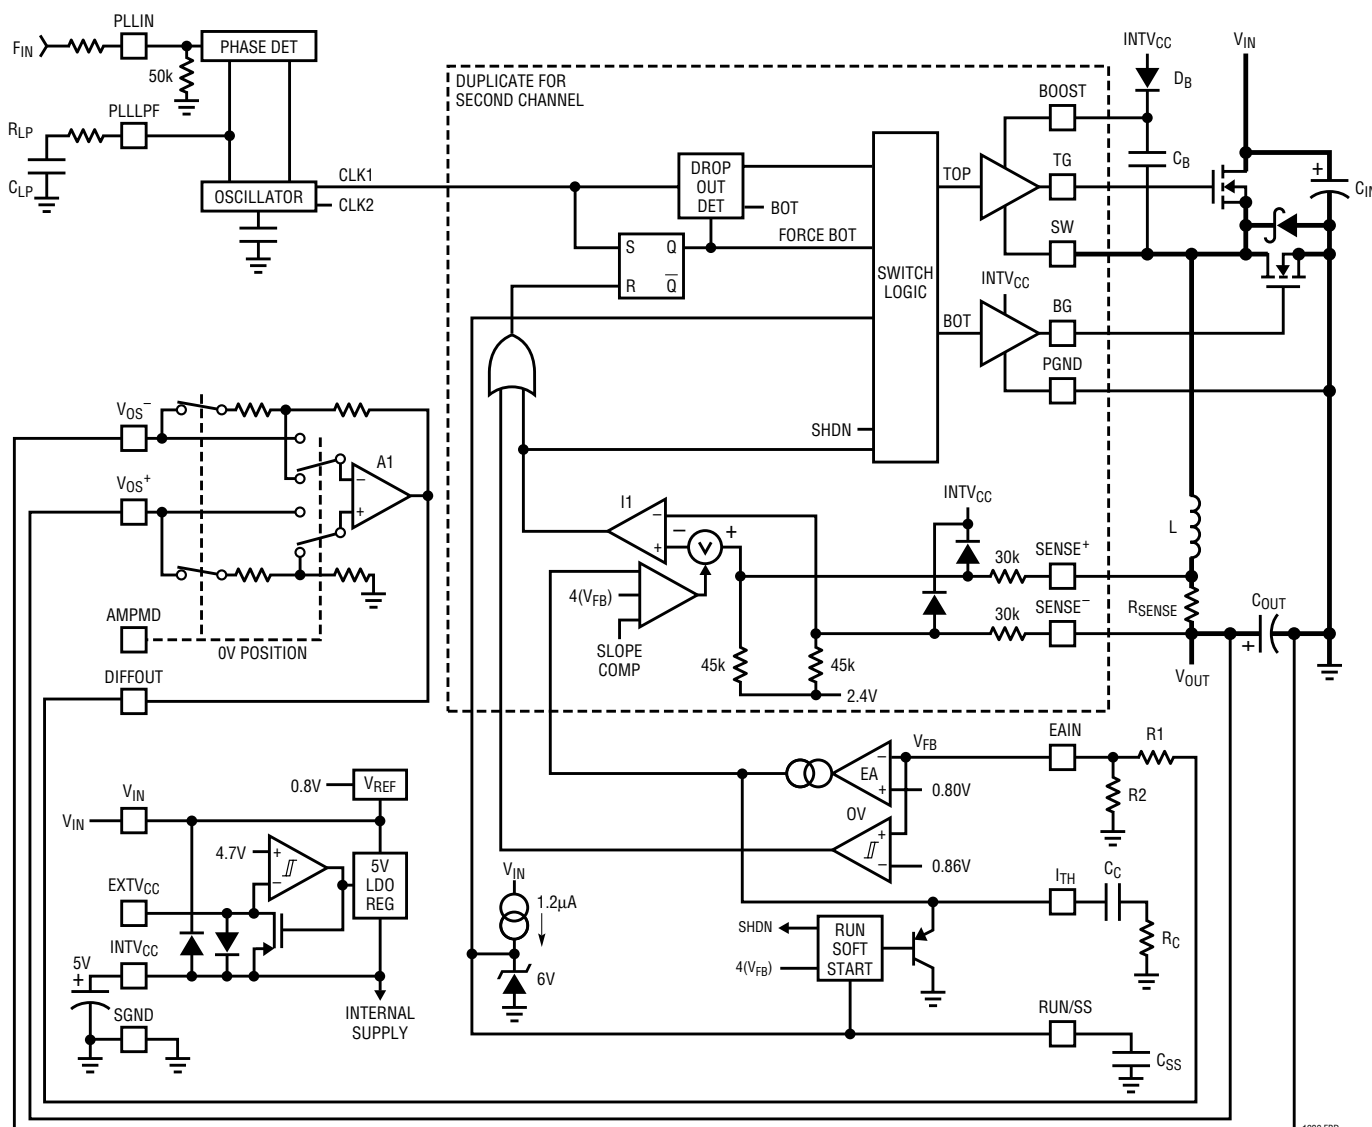 PLLIN
F_IN
PHASE DET
50k
PLLLPF
R_LP
C_LP
OSCILLATOR
CLK1
CLK2
DUPLICATE FOR
SECOND CHANNEL
DROP
OUT
DET
BOT
FORCE BOT
S
Q
R
Q̅
SWITCH
LOGIC
TOP
BOT
SHDN
INTV_CC
BOOST
TG
SW
BG
PGND
INTV_CC
D_B
C_B
V_IN
+
C_IN
V_OS^-
V_OS^+
A1
−
+
AMPMD
0V POSITION
DIFFOUT
I1
−
+
−
V
+
4(V_FB)
SLOPE
COMP
45k
45k
2.4V
INTV_CC
30k
SENSE^+
30k
SENSE^−
L
R_SENSE
C_OUT
+
V_OUT
EAIN
R1
R2
V_FB
−
EA
+
0.80V
OV
+
−
0.86V
I_TH
C_C
R_C
V_IN
1.2µA
6V
SHDN
4(V_FB)
RUN
SOFT
START
RUN/SS
C_SS
0.8V
V_REF
V_IN
V_IN
4.7V
+
−
5V
LDO
REG
EXTV_CC
INTV_CC
5V
+
SGND
INTERNAL
SUPPLY